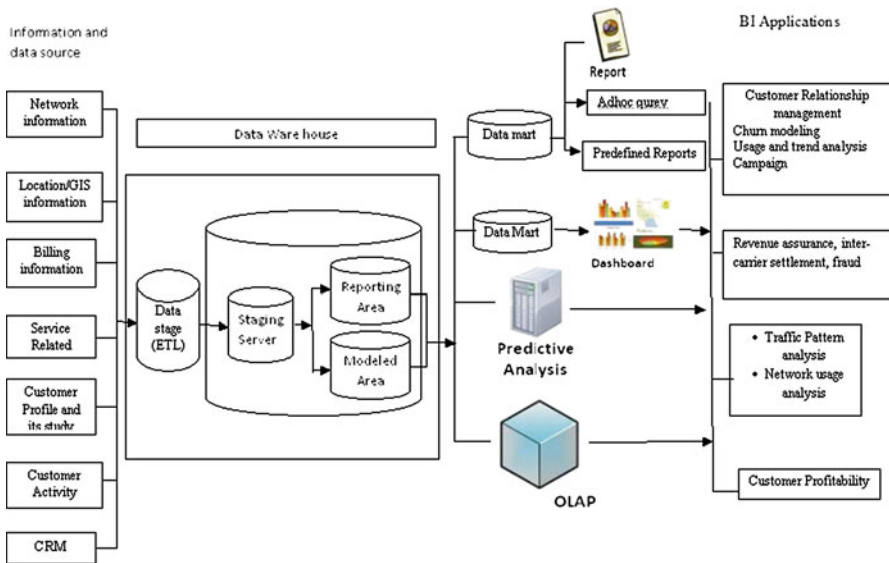 Information and
data source
Network
information
Location/GIS
information
Billing
information
Service
Related
Customer
Profile and
its study
Customer
Activity
CRM
Data Ware house
Data
stage
(ETL)
Staging
Server
Reporting
Area
Modeled
Area
Data mart
Report
Adhoc query
Predefined Reports
Data Mart
Dashboard
Predictive
Analysis
OLAP
BI Applications
Customer Relationship
management
Churn modeling
Usage and trend analysis
Campaign
Revenue assurance, inter-
carrier settlement, fraud
• Traffic Pattern
analysis
• Network usage
analysis
Customer Profitability